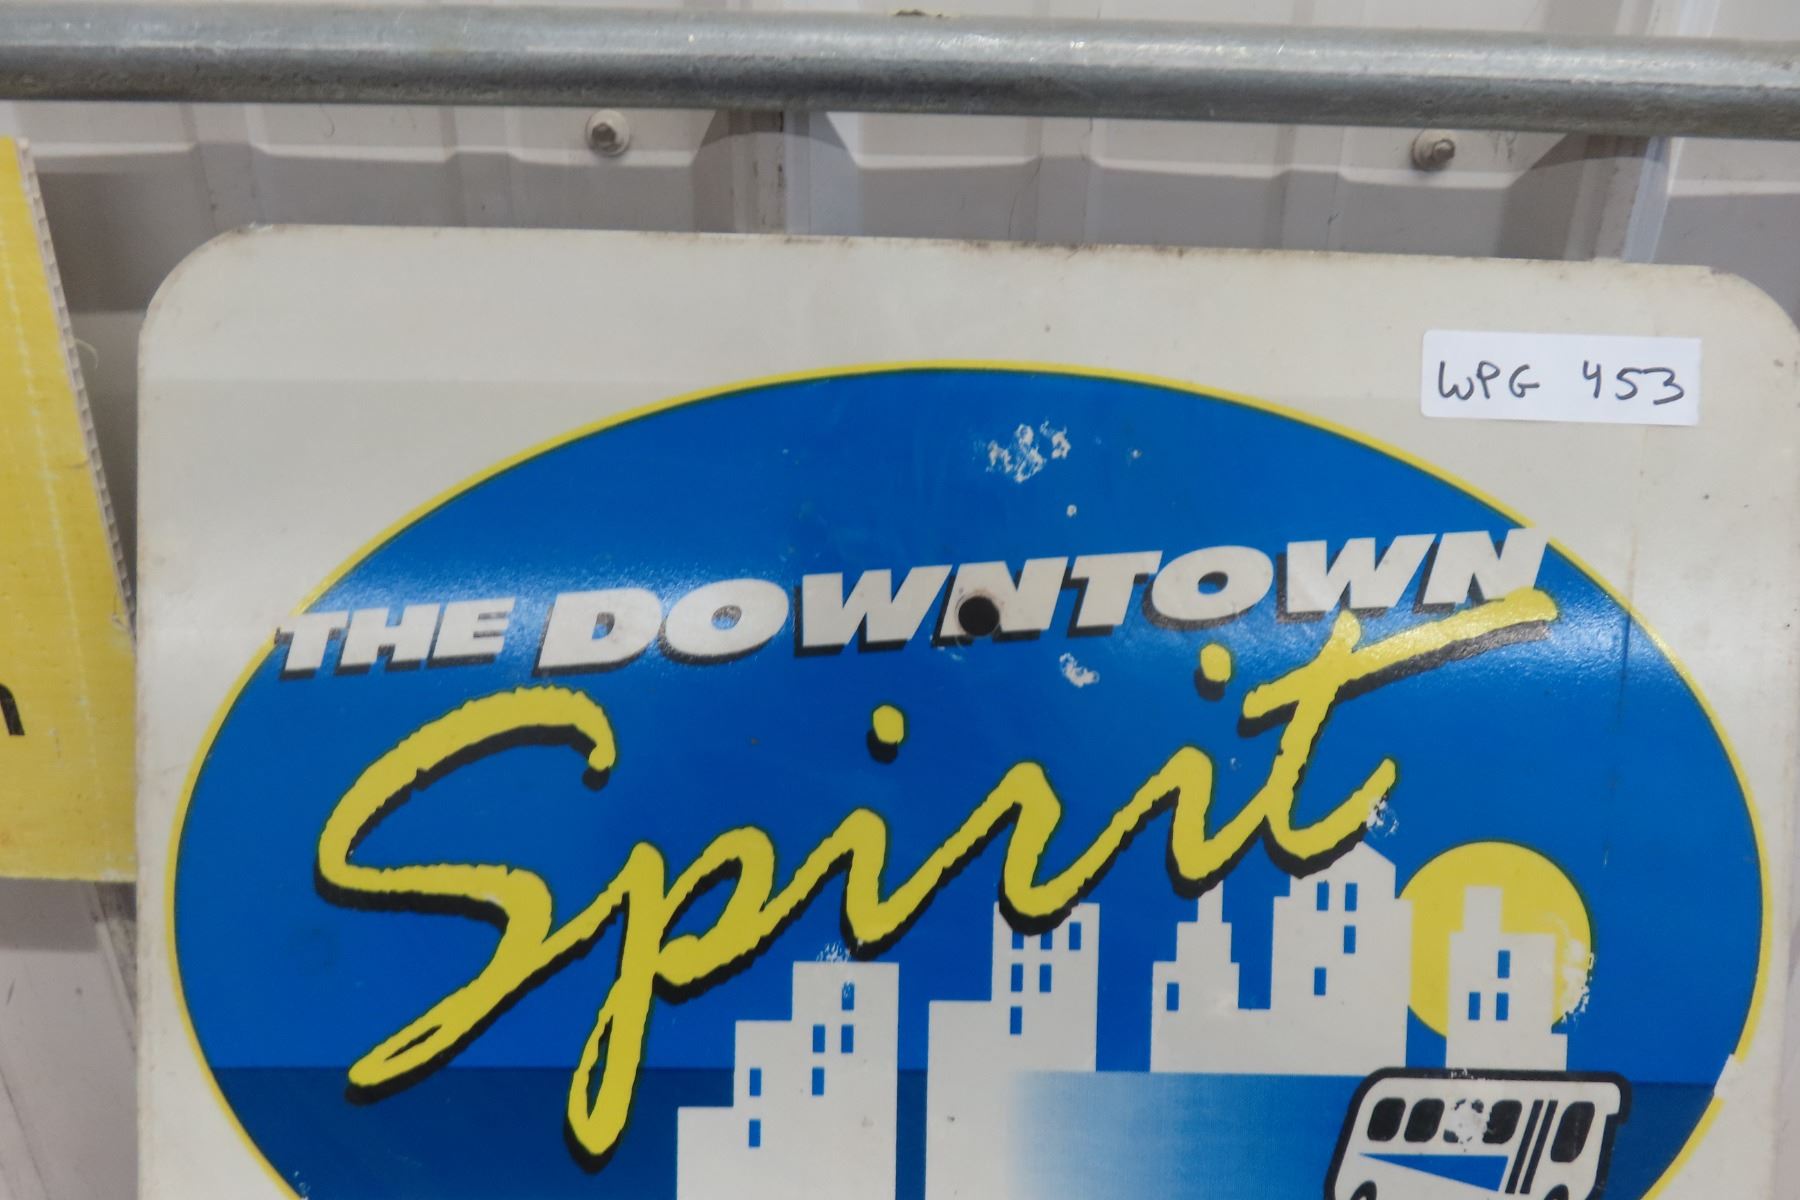 WPG 453
THE DOWNTOWN
Spirit
n